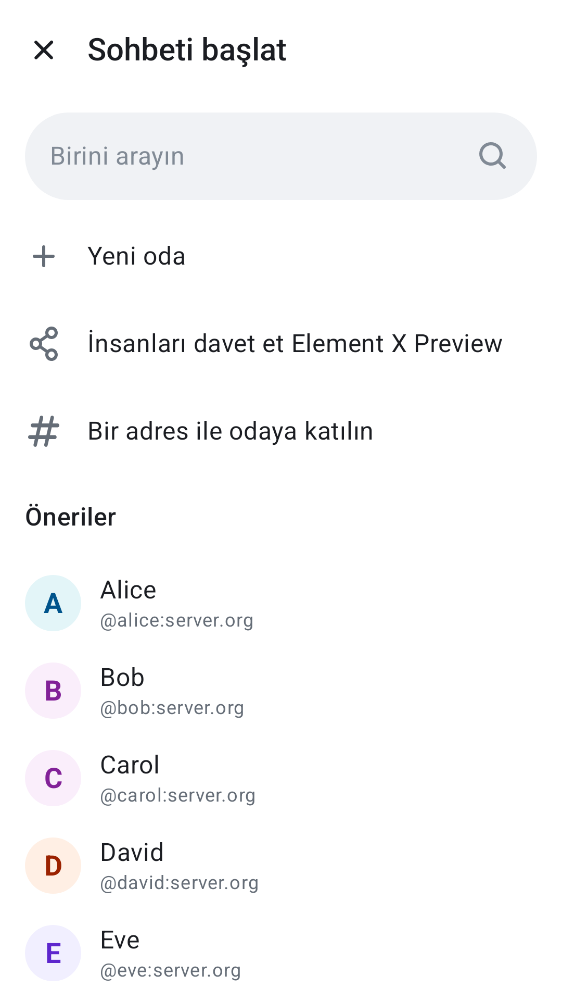 Sohbeti başlat
Birini arayın
Yeni oda
İnsanları davet et Element X Preview
Bir adres ile odaya katılın
Öneriler
A
Alice
@alice:server.org
B
Bob
@bob:server.org
C
Carol
@carol:server.org
D
David
@david:server.org
E
Eve
@eve:server.org